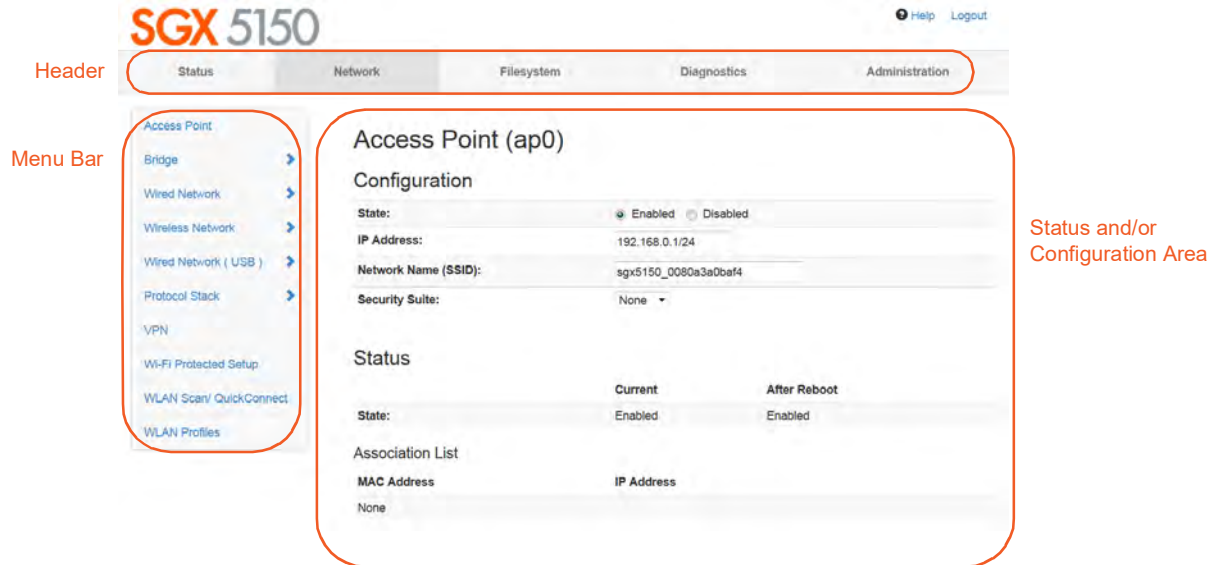 SGX 5150
Help Logout
Header
Status Network Filesystem Diagnostics Administration
Menu Bar
Access Point
Bridge
Wired Network
Wireless Network
Wired Network ( USB )
Protocol Stack
VPN
Wi-Fi Protected Setup
WLAN Scan/ QuickConnect
WLAN Profiles
Access Point (ap0)
Configuration
State: Enabled Disabled
IP Address: 192.168.0.1/24
Network Name (SSID): sgx5150_0080a3a0baf4
Security Suite: None
Status
Current After Reboot
State: Enabled Enabled
Association List
MAC Address IP Address
None
Status and/or
Configuration Area